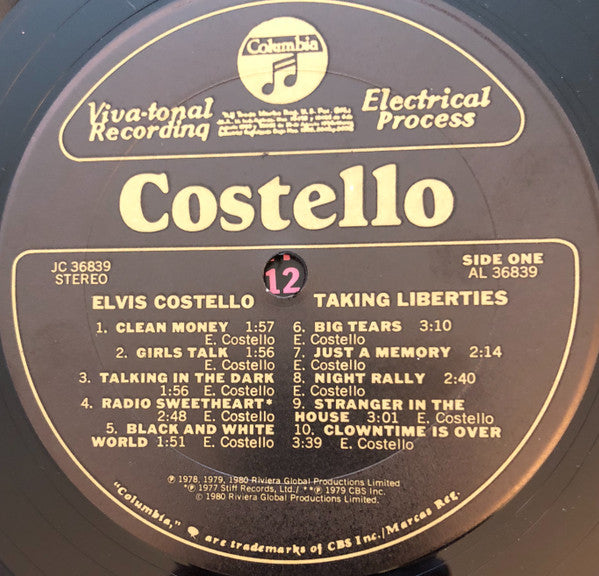 Columbia
Viva-tonal
Recording
Electrical
Process
Costello
JC 36839
STEREO
12
SIDE ONE
AL 36839
ELVIS COSTELLO
TAKING LIBERTIES
1. CLEAN MONEY 1:57
E. Costello
2. GIRLS TALK 1:56
E. Costello
3. TALKING IN THE DARK
1:56 E. Costello
4. RADIO SWEETHEART*
2:48 E. Costello
5. BLACK AND WHITE
WORLD 1:51 E. Costello
6. BIG TEARS 3:10
E. Costello
7. JUST A MEMORY 2:14
E. Costello
8. NIGHT RALLY 2:40
E. Costello
9. STRANGER IN THE
HOUSE 3:01 E. Costello
10. CLOWNTIME IS OVER
3:39 E. Costello
℗ 1978, 1979, 1980 Riviera Global Productions Limited
*℗ 1977 Stiff Records, Ltd./ **℗ 1979 CBS Inc.
© 1980 Riviera Global Productions Limited.
"Columbia," are trademarks of CBS Inc./Marcas Reg.